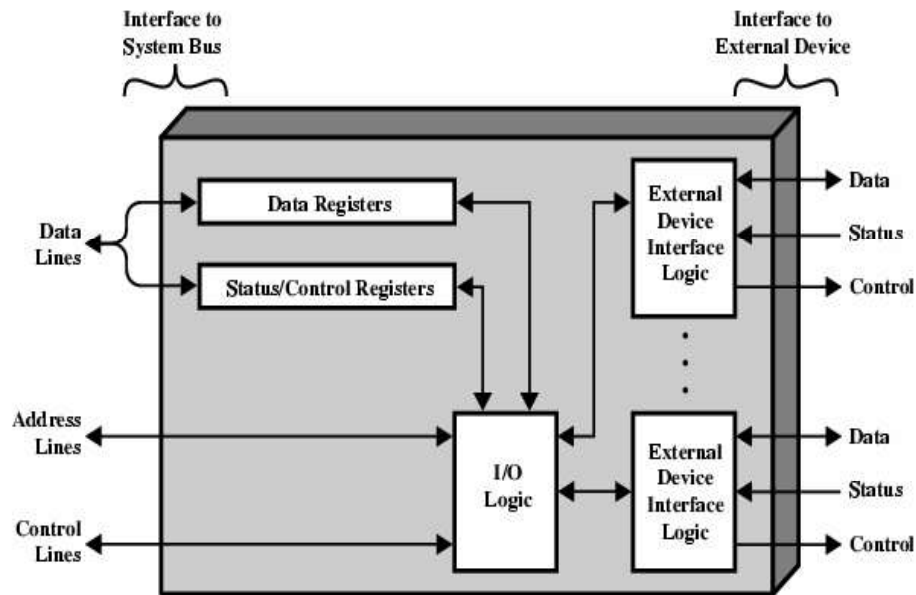 Interface to
System Bus
Interface to
External Device
Data Registers
External
Device
Interface
Logic
Data
Status
Control
Data
Lines
Status/Control Registers
Address
Lines
I/O
Logic
External
Device
Interface
Logic
Data
Status
Control
Control
Lines